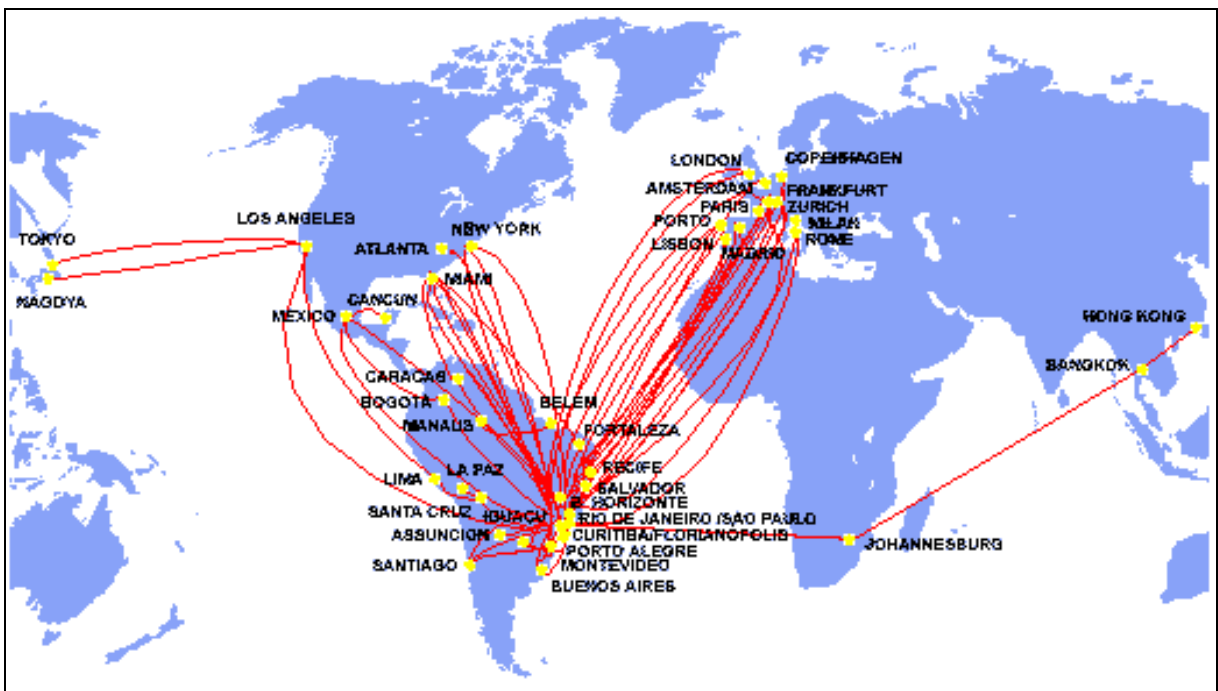 LONDON
COPENHAGEN
AMSTERDAM
FRANKFURT
PARIS
ZURICH
LOS ANGELES
PORTO
MILAN
TOKYO
ATLANTA
NEW YORK
LISBON
MADRID
ROME
NAGOYA
MIAMI
CANCUN
MEXICO
HONG KONG
CARACAS
BANGKOK
BOGOTA
BELEM
MANAUS
FORTALEZA
LIMA
LA PAZ
RECIFE
SALVADOR
SANTA CRUZ
IGUAÇU
B. HORIZONTE
RIO DE JANEIRO /SAO PAULO
ASSUNCION
CURITIBA/FLORIANOPOLIS
JOHANNESBURG
PORTO ALEGRE
SANTIAGO
MONTEVIDEO
BUENOS AIRES